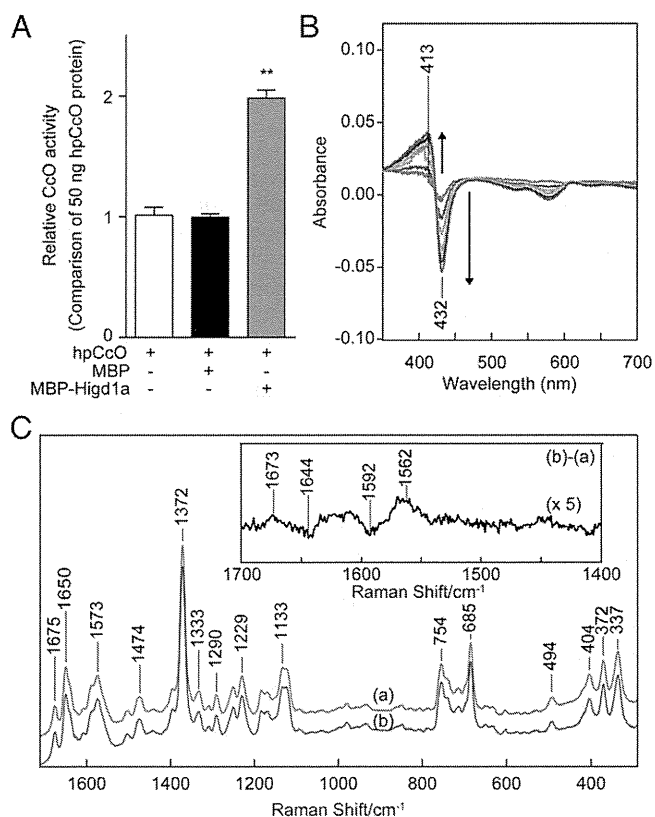 A
Relative CcO activity
(Comparison of 50 ng hpCcO protein)
2
1
0
**
hpCcO + + +
MBP - + -
MBP-Higd1a - - +
B
Absorbance
0.10
0.05
0.00
-0.05
-0.10
413
432
400 500 600 700
Wavelength (nm)
C
1675
1650
1573
1474
1372
1333
1290
1229
1133
754
685
494
404
372
337
(a)
(b)
1600 1400 1200 1000 800 600 400
Raman Shift/cm-1
1673
1644
1592
1562
(b)-(a)
(x 5)
1700 1600 1500 1400
Raman Shift/cm-1